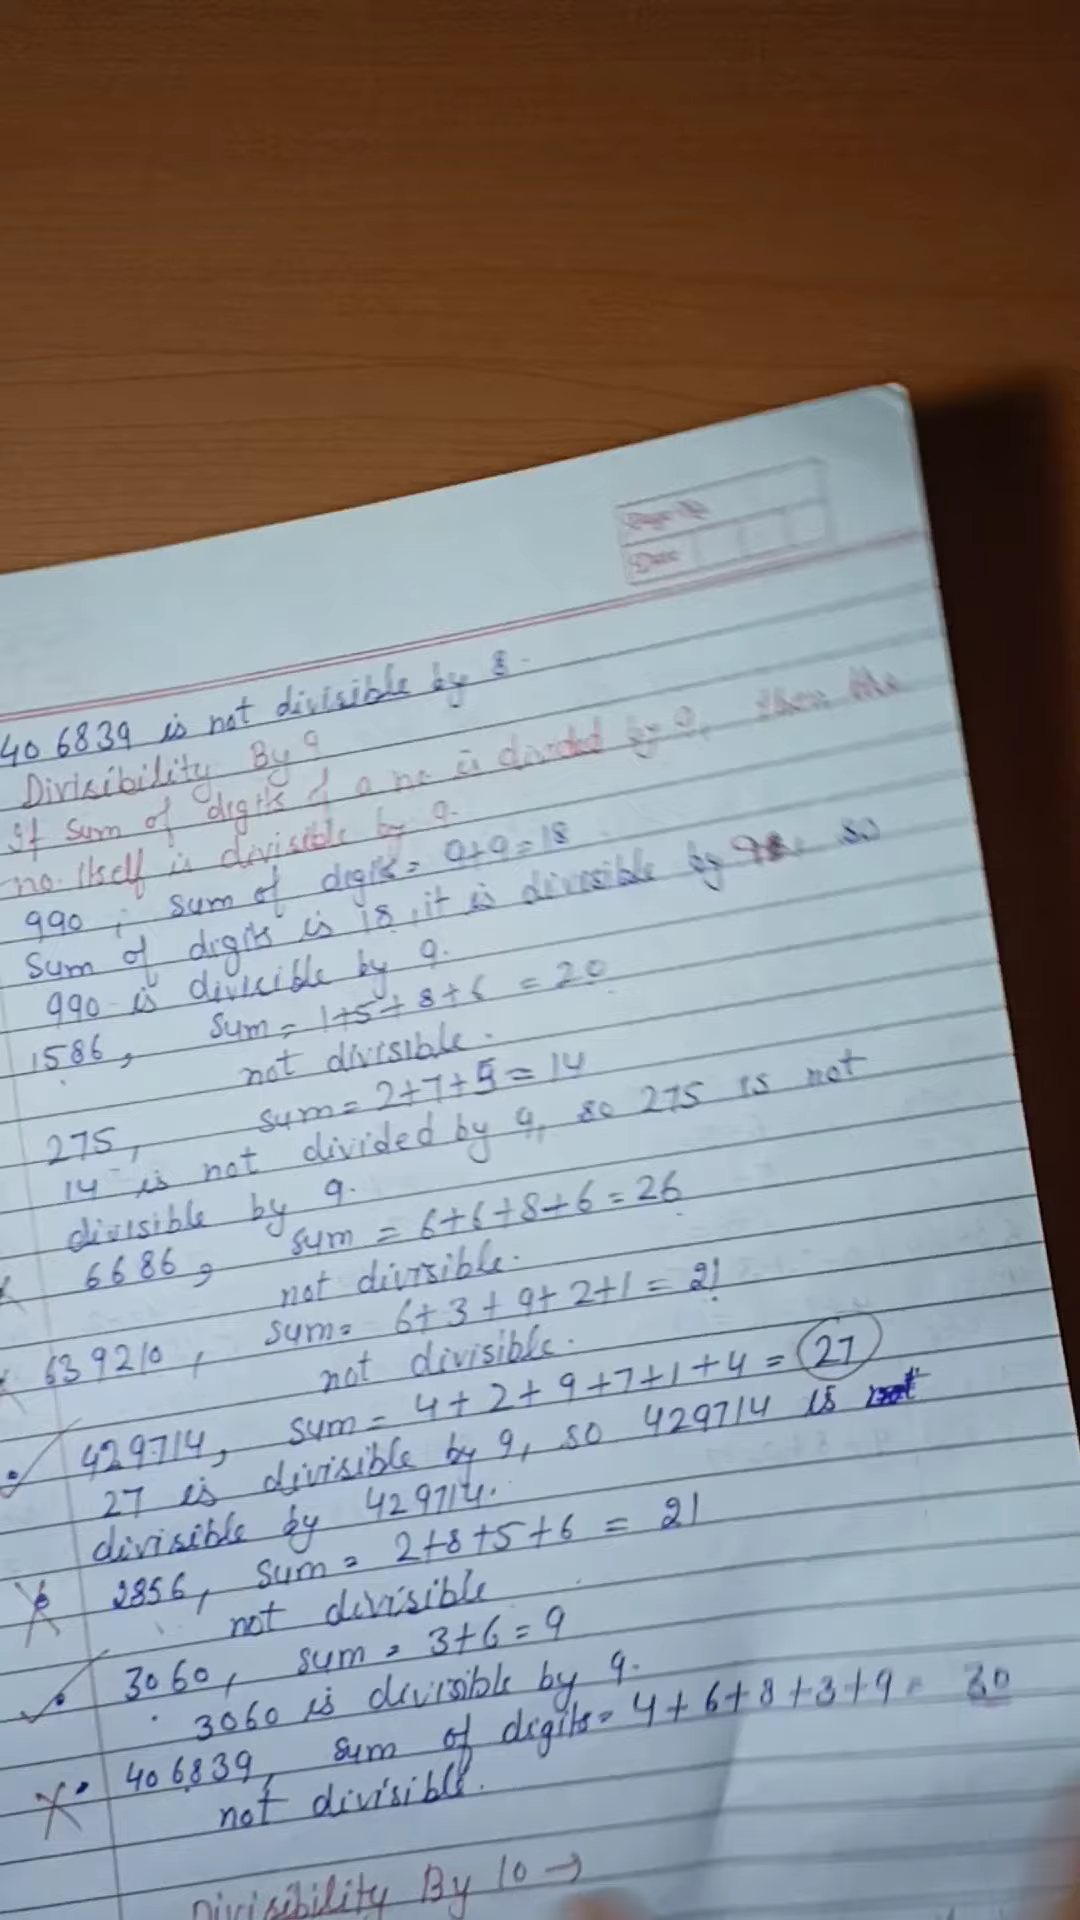 Page No.
Date
406839 is not divisible by 8.
Divisibility By 9
If sum of digits of a no is divided by 9, then the
no. itself is divisible by 9.
990, sum of digits = 9+9=18
Sum of digits is 18, it is divisible by 9 so
990 is divisible by 9.
1586, Sum = 1+5+8+6 = 20
not divisible.
275, sum = 2+7+5 = 14
14 is not divided by 9, so 275 is not
divisible by 9.
6686, sum = 6+6+8+6 = 26
not divisible.
639210, sum = 6+3+9+2+1 = 21
not divisible.
429714, sum = 4+2+9+7+1+4 = 27
27 is divisible by 9, so 429714 is not
divisible by 429714.
2856, sum = 2+8+5+6 = 21
not divisible
3060, sum = 3+6=9
3060 is divisible by 9.
406839, sum of digits = 4+6+8+3+9 = 30
not divisible.
Divisibility By 10 →